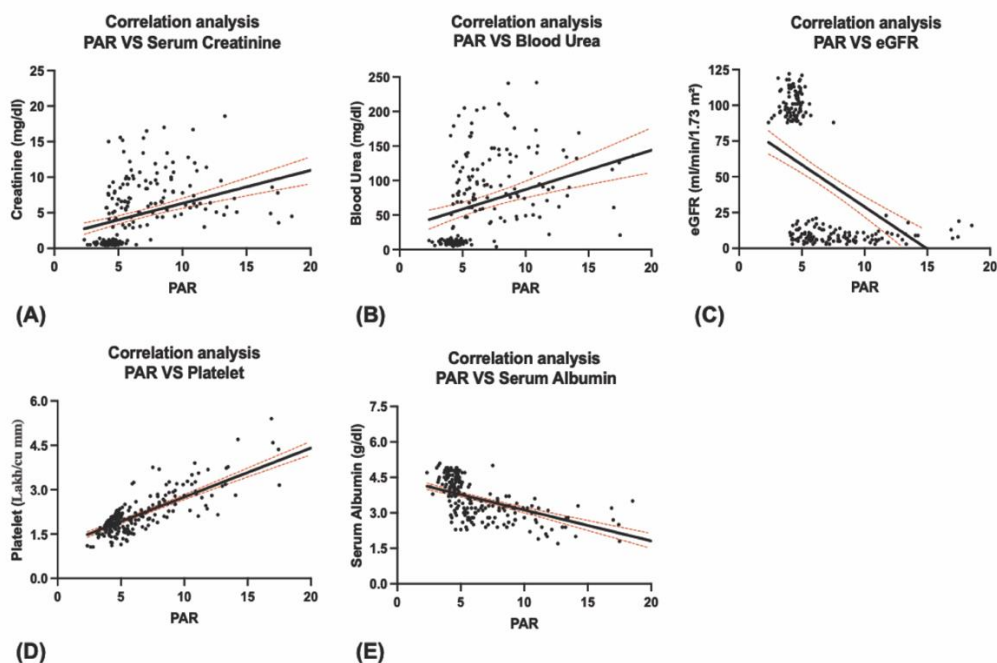 Correlation analysis
PAR VS Serum Creatinine
25
20
15
10
5
0
0
5
10
15
20
Creatinine (mg/dl)
PAR
(A)
Correlation analysis
PAR VS Blood Urea
250
200
150
100
50
0
0
5
10
15
20
Blood Urea (mg/dl)
PAR
(B)
Correlation analysis
PAR VS eGFR
125
100
75
50
25
0
0
5
10
15
20
eGFR (ml/min/1.73 m²)
PAR
(C)
Correlation analysis
PAR VS Platelet
6.0
4.5
3.0
1.5
0.0
0
5
10
15
20
Platelet (Lakh/cu mm)
PAR
(D)
Correlation analysis
PAR VS Serum Albumin
7.5
6.0
4.5
3.0
1.5
0.0
0
5
10
15
20
Serum Albumin (g/dl)
PAR
(E)